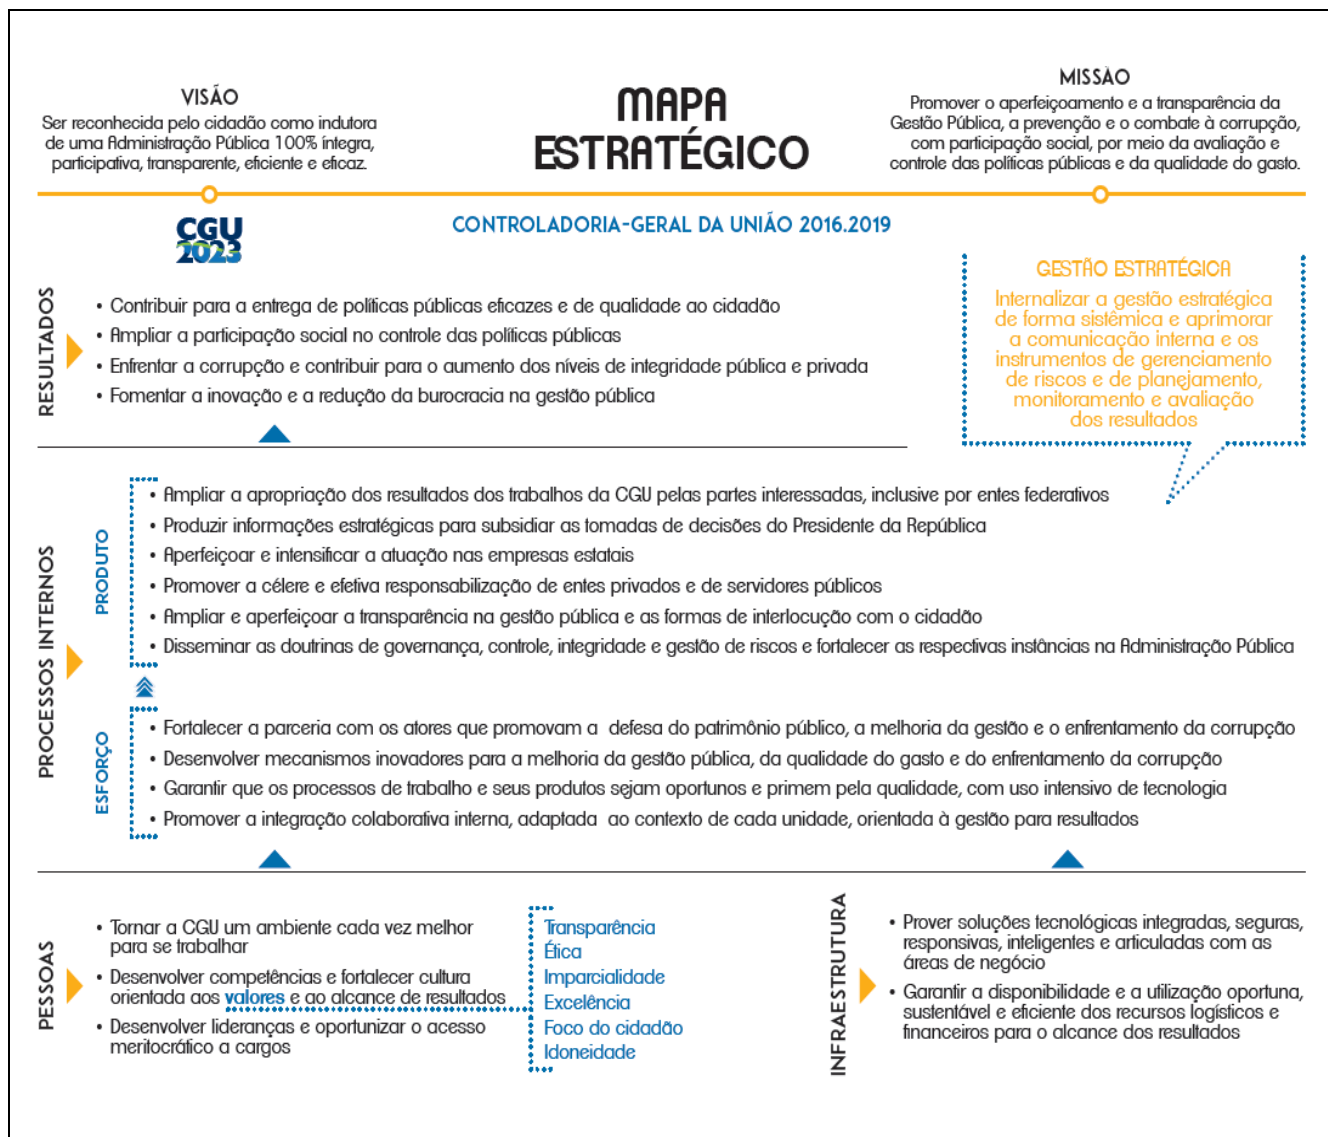 VISÃO
Ser reconhecida pelo cidadão como indutora
de uma Administração Pública 100% íntegra,
participativa, transparente, eficiente e eficaz.
MAPA
ESTRATÉGICO
MISSÃO
Promover o aperfeiçoamento e a transparência da
Gestão Pública, a prevenção e o combate à corrupção,
com participação social, por meio da avaliação e
controle das políticas públicas e da qualidade do gasto.
CGU
2023
CONTROLADORIA-GERAL DA UNIÃO 2016.2019
GESTÃO ESTRATÉGICA
Internalizar a gestão estratégica
de forma sistêmica e aprimorar
a comunicação interna e os
instrumentos de gerenciamento
de riscos e de planejamento,
monitoramento e avaliação
dos resultados
RESULTADOS
• Contribuir para a entrega de políticas públicas eficazes e de qualidade ao cidadão
• Ampliar a participação social no controle das políticas públicas
• Enfrentar a corrupção e contribuir para o aumento dos níveis de integridade pública e privada
• Fomentar a inovação e a redução da burocracia na gestão pública
PROCESSOS INTERNOS
PRODUTO
• Ampliar a apropriação dos resultados dos trabalhos da CGU pelas partes interessadas, inclusive por entes federativos
• Produzir informações estratégicas para subsidiar as tomadas de decisões do Presidente da República
• Aperfeiçoar e intensificar a atuação nas empresas estatais
• Promover a célere e efetiva responsabilização de entes privados e de servidores públicos
• Ampliar e aperfeiçoar a transparência na gestão pública e as formas de interlocução com o cidadão
• Disseminar as doutrinas de governança, controle, integridade e gestão de riscos e fortalecer as respectivas instâncias na Administração Pública
ESFORÇO
• Fortalecer a parceria com os atores que promovam a defesa do patrimônio público, a melhoria da gestão e o enfrentamento da corrupção
• Desenvolver mecanismos inovadores para a melhoria da gestão pública, da qualidade do gasto e do enfrentamento da corrupção
• Garantir que os processos de trabalho e seus produtos sejam oportunos e primem pela qualidade, com uso intensivo de tecnologia
• Promover a integração colaborativa interna, adaptada ao contexto de cada unidade, orientada à gestão para resultados
PESSOAS
• Tornar a CGU um ambiente cada vez melhor
para se trabalhar
• Desenvolver competências e fortalecer cultura
orientada aos valores e ao alcance de resultados
• Desenvolver lideranças e oportunizar o acesso
meritocrático a cargos
Transparência
Ética
Imparcialidade
Excelência
Foco do cidadão
Idoneidade
INFRAESTRUTURA
• Prover soluções tecnológicas integradas, seguras,
responsivas, inteligentes e articuladas com as
áreas de negócio
• Garantir a disponibilidade e a utilização oportuna,
sustentável e eficiente dos recursos logísticos e
financeiros para o alcance dos resultados